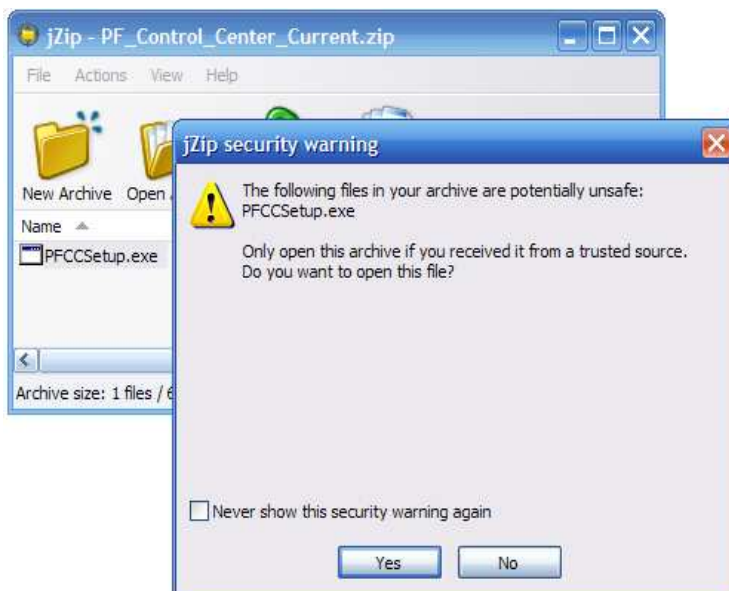 jZip - PF_Control_Center_Current.zip
File Actions View Help
New Archive Open
Name
PFCCSetup.exe
Archive size: 1 files /
jZip security warning
The following files in your archive are potentially unsafe:
PFCCSetup.exe
Only open this archive if you received it from a trusted source.
Do you want to open this file?
Never show this security warning again
Yes No